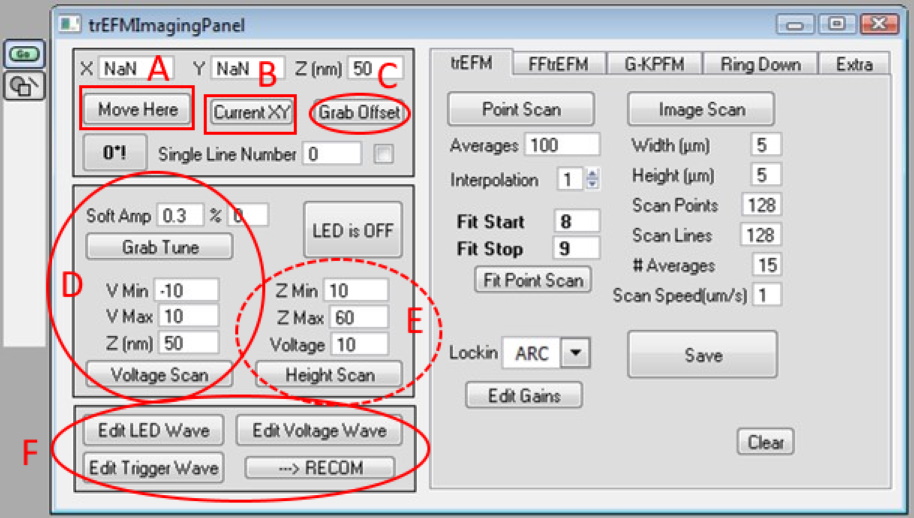 trEFMImagingPanel
Go
X NaN A Y NaN B Z (nm) 50 C
Move Here Current XY Grab Offset
0*! Single Line Number 0
Soft Amp 0.3 % 0
Grab Tune
LED is OFF
D
V Min -10
V Max 10
Z (nm) 50
Voltage Scan
Z Min 10
Z Max 60
Voltage 10
Height Scan
E
F
Edit LED Wave Edit Voltage Wave
Edit Trigger Wave ---> RECOM
trEFM FFtrEFM G-KPFM Ring Down Extra
Point Scan
Averages 100
Interpolation 1
Fit Start 8
Fit Stop 9
Fit Point Scan
Lockin ARC
Edit Gains
Image Scan
Width (µm) 5
Height (µm) 5
Scan Points 128
Scan Lines 128
# Averages 15
Scan Speed(um/s) 1
Save
Clear